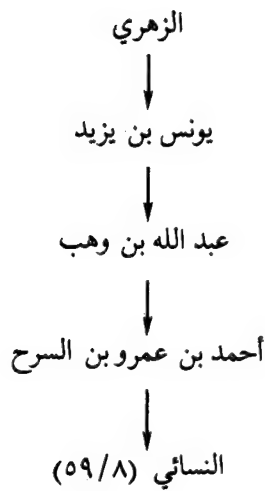 الزهري
يونس بن يزيد
عبد الله بن وهب
أحمد بن عمرو بن السرح
النسائي (٥٩/٨)